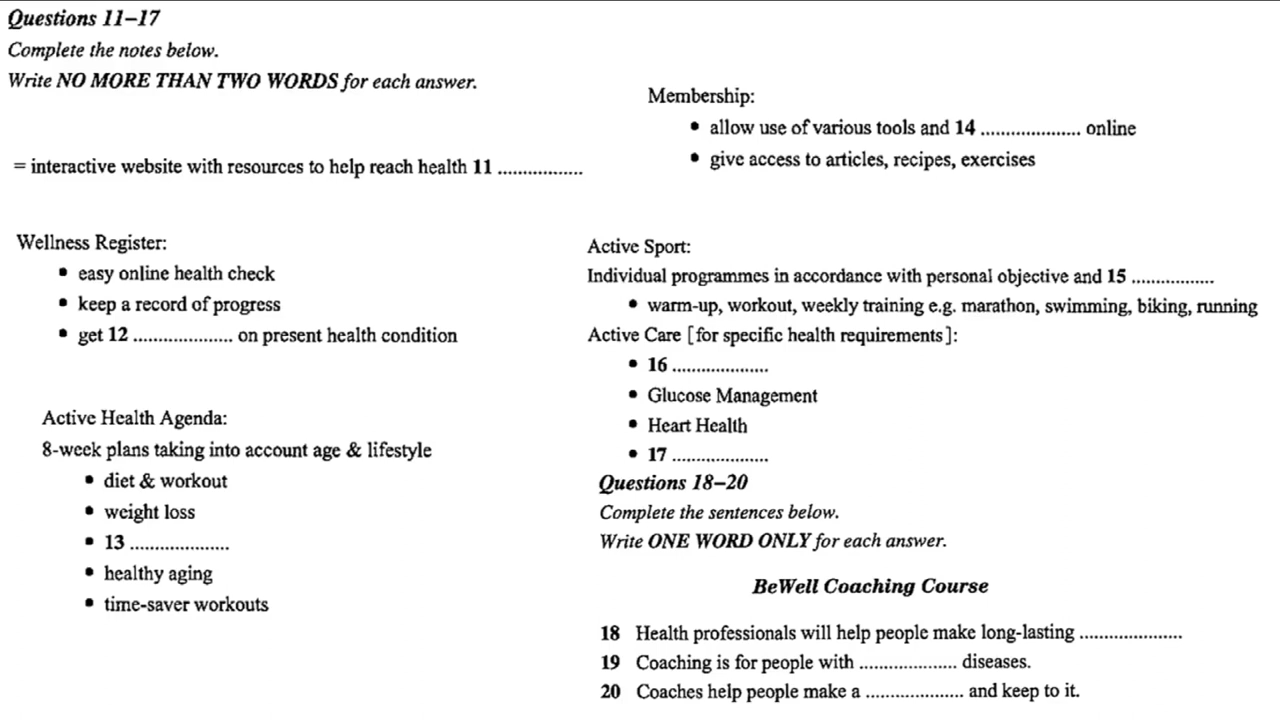 Questions 11–17
Complete the notes below.
Write NO MORE THAN TWO WORDS for each answer.
= interactive website with resources to help reach health 11 .................
Wellness Register:
• easy online health check
• keep a record of progress
• get 12 .................... on present health condition
Active Health Agenda:
8-week plans taking into account age & lifestyle
• diet & workout
• weight loss
• 13 ....................
• healthy aging
• time-saver workouts
Membership:
• allow use of various tools and 14 .................... online
• give access to articles, recipes, exercises
Active Sport:
Individual programmes in accordance with personal objective and 15 .................
• warm-up, workout, weekly training e.g. marathon, swimming, biking, running
Active Care [for specific health requirements]:
• 16 ....................
• Glucose Management
• Heart Health
• 17 ....................
Questions 18–20
Complete the sentences below.
Write ONE WORD ONLY for each answer.
BeWell Coaching Course
18 Health professionals will help people make long-lasting .....................
19 Coaching is for people with .................... diseases.
20 Coaches help people make a .................... and keep to it.